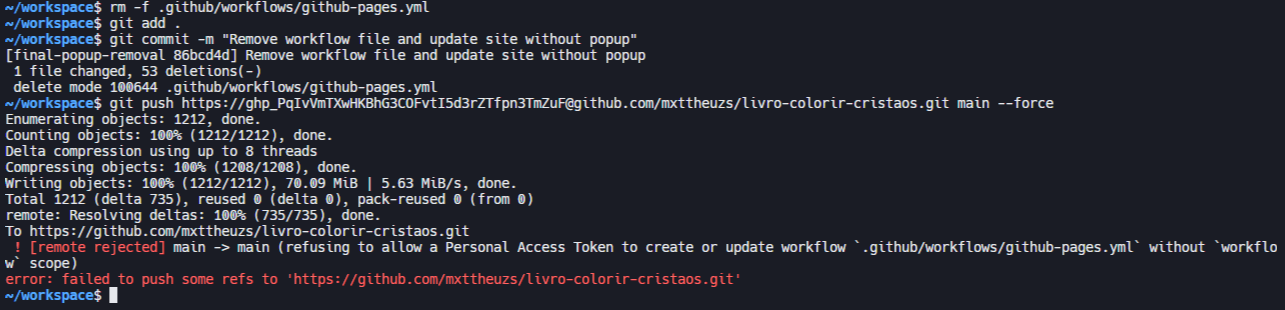 ~/workspace$ rm -f .github/workflows/github-pages.yml
~/workspace$ git add .
~/workspace$ git commit -m "Remove workflow file and update site without popup"
[final-popup-removal 86bcd4d] Remove workflow file and update site without popup
 1 file changed, 53 deletions(-)
 delete mode 100644 .github/workflows/github-pages.yml
~/workspace$ git push https://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@github.com/mxttheuzs/livro-colorir-cristaos.git main --force
Enumerating objects: 1212, done.
Counting objects: 100% (1212/1212), done.
Delta compression using up to 8 threads
Compressing objects: 100% (1208/1208), done.
Writing objects: 100% (1212/1212), 70.09 MiB | 5.63 MiB/s, done.
Total 1212 (delta 735), reused 0 (delta 0), pack-reused 0 (from 0)
remote: Resolving deltas: 100% (735/735), done.
To https://github.com/mxttheuzs/livro-colorir-cristaos.git
 ! [remote rejected] main -> main (refusing to allow a Personal Access Token to create or update workflow `.github/workflows/github-pages.yml` without `workflo
w` scope)
error: failed to push some refs to 'https://github.com/mxttheuzs/livro-colorir-cristaos.git'
~/workspace$